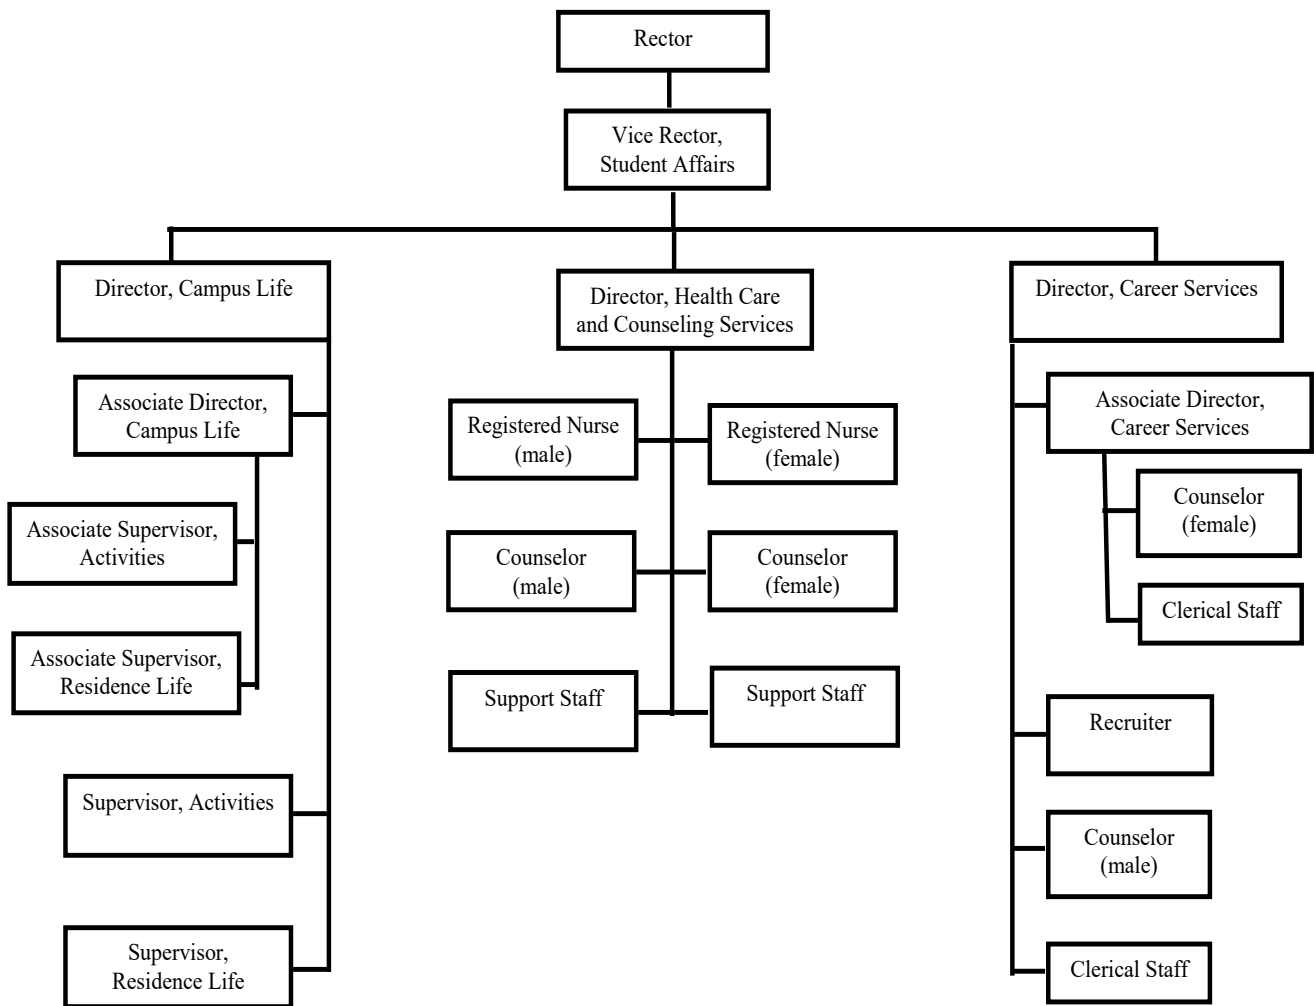 Rector
Vice Rector,
Student Affairs
Director, Campus Life
Director, Health Care
and Counseling Services
Director, Career Services
Associate Director,
Campus Life
Associate Supervisor,
Activities
Associate Supervisor,
Residence Life
Supervisor, Activities
Supervisor,
Residence Life
Registered Nurse
(male)
Registered Nurse
(female)
Counselor
(male)
Counselor
(female)
Support Staff
Support Staff
Associate Director,
Career Services
Counselor
(female)
Clerical Staff
Recruiter
Counselor
(male)
Clerical Staff